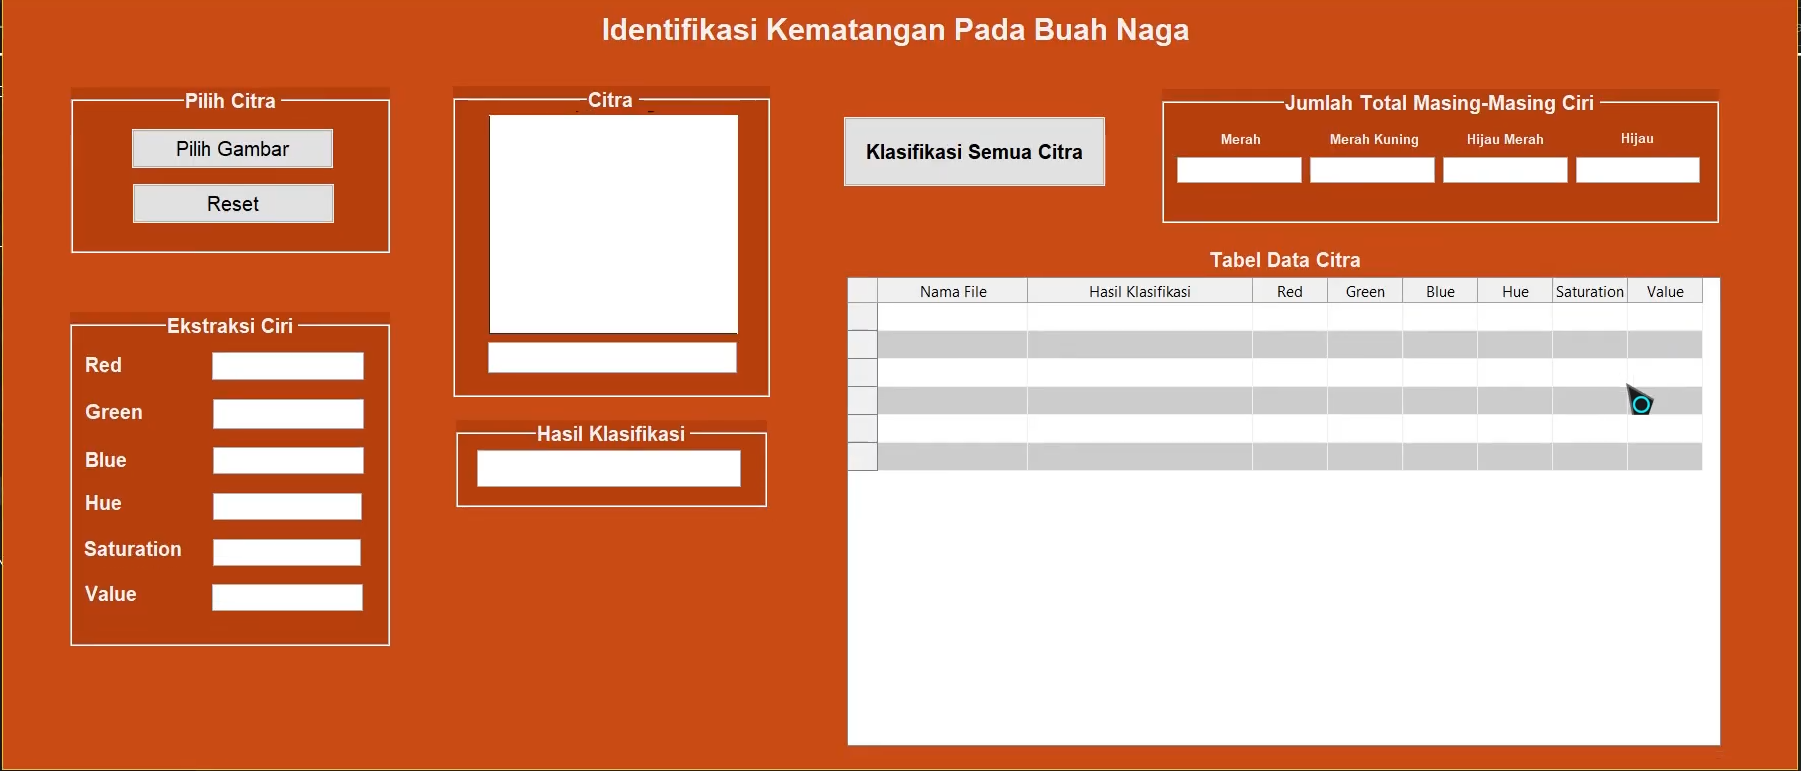 Identifikasi Kematangan Pada Buah Naga
Pilih Citra
Pilih Gambar
Reset
Ekstraksi Ciri
Red
Green
Blue
Hue
Saturation
Value
Citra
Hasil Klasifikasi
Klasifikasi Semua Citra
Jumlah Total Masing-Masing Ciri
Merah Merah Kuning Hijau Merah Hijau
Tabel Data Citra
Nama File Hasil Klasifikasi Red Green Blue Hue Saturation Value